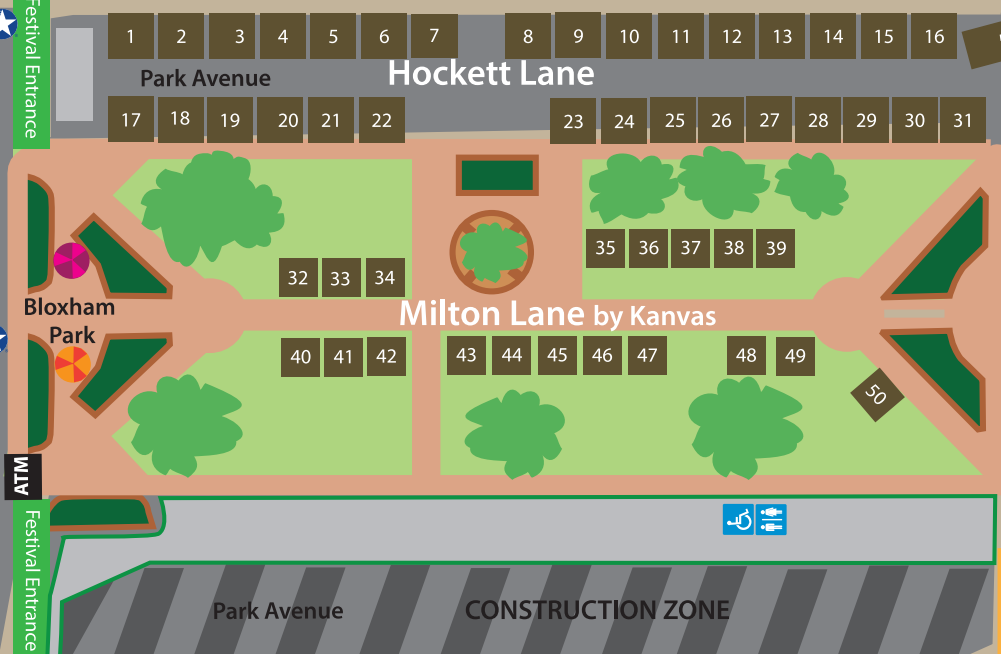 Festival Entrance
1 2 3 4 5 6 7 8 9 10 11 12 13 14 15 16
Park Avenue
Hockett Lane
17 18 19 20 21 22 23 24 25 26 27 28 29 30 31
35 36 37 38 39
32 33 34
Bloxham
Park
Milton Lane by Kanvas
40 41 42 43 44 45 46 47 48 49
50
ATM
Festival Entrance
Park Avenue
CONSTRUCTION ZONE